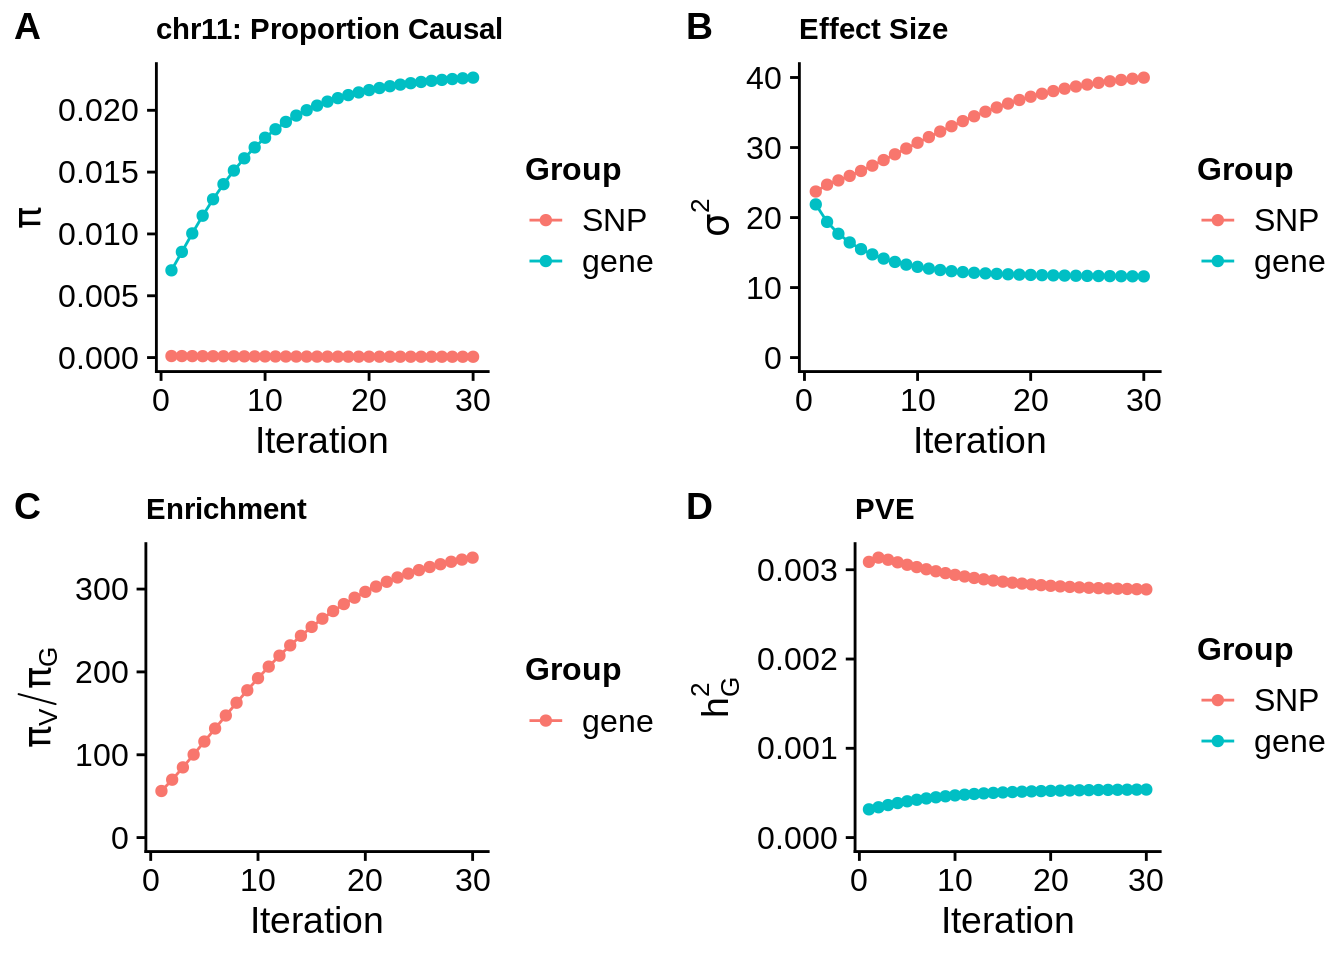 A
chr11: Proportion Causal
π
0.020
0.015
0.010
0.005
0.000
0 10 20 30
Iteration
Group
SNP
gene
B
Effect Size
σ²
40
30
20
10
0
0 10 20 30
Iteration
Group
SNP
gene
C
Enrichment
πV/πG
300
200
100
0
0 10 20 30
Iteration
Group
gene
D
PVE
h²G
0.003
0.002
0.001
0.000
0 10 20 30
Iteration
Group
SNP
gene